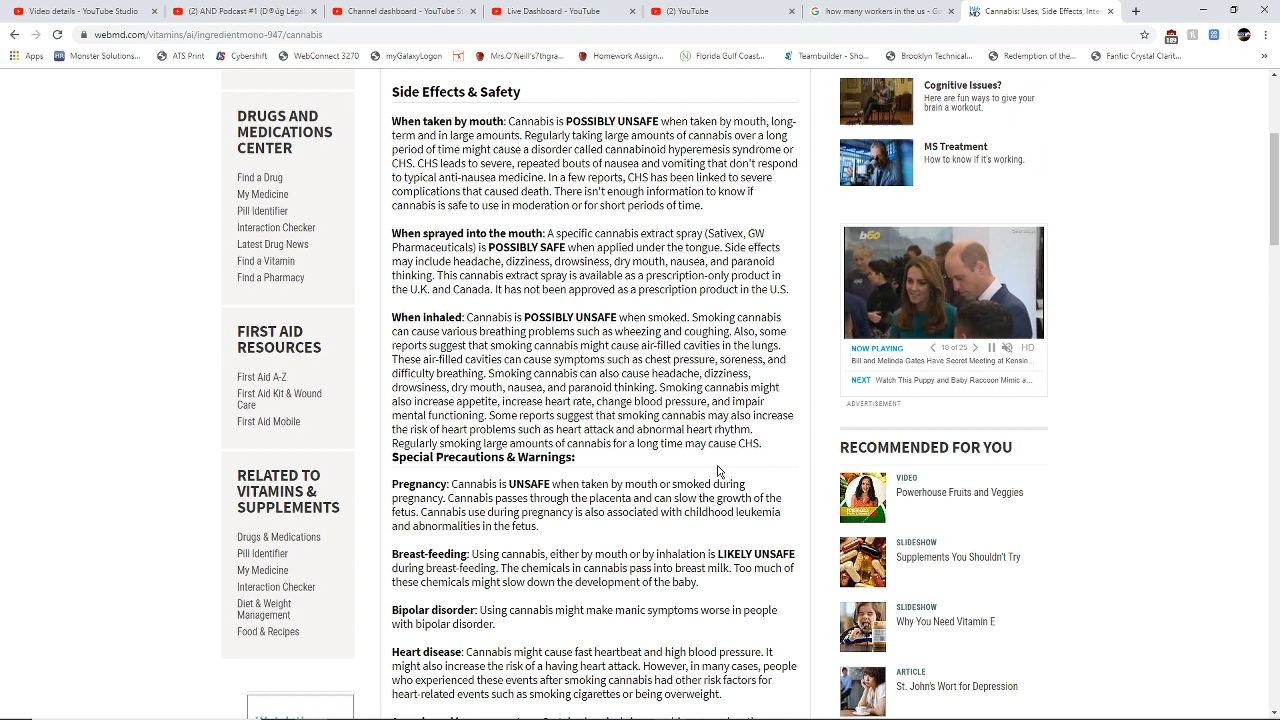 Video details - YouTube S
(2) AND Podcast #1 [D®ug Légal
Channel dashboard - YouTube S
Live Dashboard - YouTube
(2) YouTube
how many workers in the us - Go
Cannabis: Uses, Side Effects, Inte
webmd.com/vitamins/ai/ingredientmono-947/cannabis
189
Apps
HR
Monster Solutions...
ATS Print
Cybershift
WebConnect 3270
myGalaxyLogon
Mrs.O'Neill's7thgra...
Homework Assign...
Florida Gulf Coast...
Teambuilder - Sho...
Brooklyn Technical...
Redemption of the...
Fanfic: Crystal Clarit...
DRUGS AND
MEDICATIONS
CENTER
Find a Drug
My Medicine
Pill Identifier
Interaction Checker
Latest Drug News
Find a Vitamin
Find a Pharmacy
FIRST AID
RESOURCES
First Aid A-Z
First Aid Kit & Wound
Care
First Aid Mobile
RELATED TO
VITAMINS &
SUPPLEMENTS
Drugs & Medications
Pill Identifier
My Medicine
Interaction Checker
Diet & Weight
Management
Food & Recipes
Side Effects & Safety
When taken by mouth: Cannabis is POSSIBLY UNSAFE when taken by mouth, long-
term and in large amounts. Regularly taking large amounts of cannabis over a long
period of time might cause a disorder called cannabinoid hyperemesis syndrome or
CHS. CHS leads to severe, repeated bouts of nausea and vomiting that don't respond
to typical anti-nausea medicine. In a few reports, CHS has been linked to severe
complications that caused death. There isn't enough information to know if
cannabis is safe to use in moderation or for short periods of time.
When sprayed into the mouth: A specific cannabis extract spray (Sativex, GW
Pharmaceuticals) is POSSIBLY SAFE when applied under the tongue. Side effects
may include headache, dizziness, drowsiness, dry mouth, nausea, and paranoid
thinking. This cannabis extract spray is available as a prescription-only product in
the U.K. and Canada. It has not been approved as a prescription product in the U.S.
When inhaled: Cannabis is POSSIBLY UNSAFE when smoked. Smoking cannabis
can cause various breathing problems such as wheezing and coughing. Also, some
reports suggest that smoking cannabis might cause air-filled cavities in the lungs.
These air-filled cavities can cause symptoms such as chest pressure, soreness, and
difficulty breathing. Smoking cannabis can also cause headache, dizziness,
drowsiness, dry mouth, nausea, and paranoid thinking. Smoking cannabis might
also increase appetite, increase heart rate, change blood pressure, and impair
mental functioning. Some reports suggest that smoking cannabis may also increase
the risk of heart problems such as heart attack and abnormal heart rhythm.
Regularly smoking large amounts of cannabis for a long time may cause CHS.
Special Precautions & Warnings:
Pregnancy: Cannabis is UNSAFE when taken by mouth or smoked during
pregnancy. Cannabis passes through the placenta and can slow the growth of the
fetus. Cannabis use during pregnancy is also associated with childhood leukemia
and abnormalities in the fetus.
Breast-feeding: Using cannabis, either by mouth or by inhalation is LIKELY UNSAFE
during breast-feeding. The chemicals in cannabis pass into breast milk. Too much of
these chemicals might slow down the development of the baby.
Bipolar disorder: Using cannabis might make manic symptoms worse in people
with bipolar disorder.
Heart disease: Cannabis might cause fast heartbeat and high blood pressure. It
might also increase the risk of having heart attack. However, in many cases, people
who experienced these events after smoking cannabis had other risk factors for
heart-related events such as smoking cigarettes or being overweight.
Cognitive Issues?
Here are fun ways to give your
brain a workout.
MS Treatment
How to know if it's working.
NOW PLAYING
10 of 25
HD
Bill and Melinda Gates Have Secret Meeting at Kensin...
NEXT Watch This Puppy and Baby Raccoon Mimic a...
ADVERTISEMENT
RECOMMENDED FOR YOU
VIDEO
Powerhouse Fruits and Veggies
SLIDESHOW
Supplements You Shouldn't Try
SLIDESHOW
Why You Need Vitamin E
ARTICLE
St. John's Wort for Depression